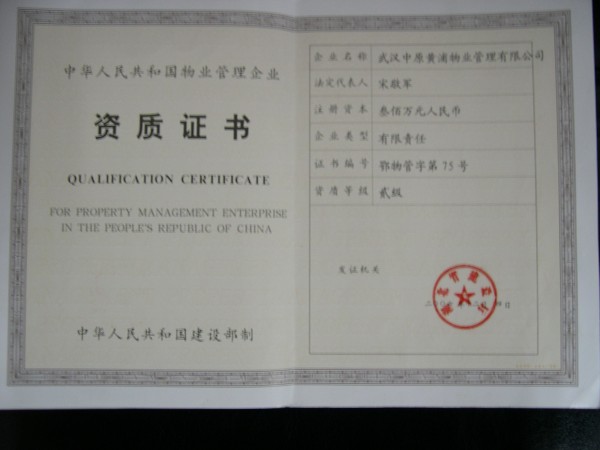 中华人民共和国物业管理企业
资质证书
QUALIFICATION CERTIFICATE
FOR PROPERTY MANAGEMENT ENTERPRISE
IN THE PEOPLE'S REPUBLIC OF CHINA
中华人民共和国建设部制
企业名称 武汉中原黄浦物业管理有限公司
法定代表人 宋敬军
注册资本 叁佰万元人民币
企业类型 有限责任
证书编号 鄂物管字第75号
资质等级 贰级
发证机关